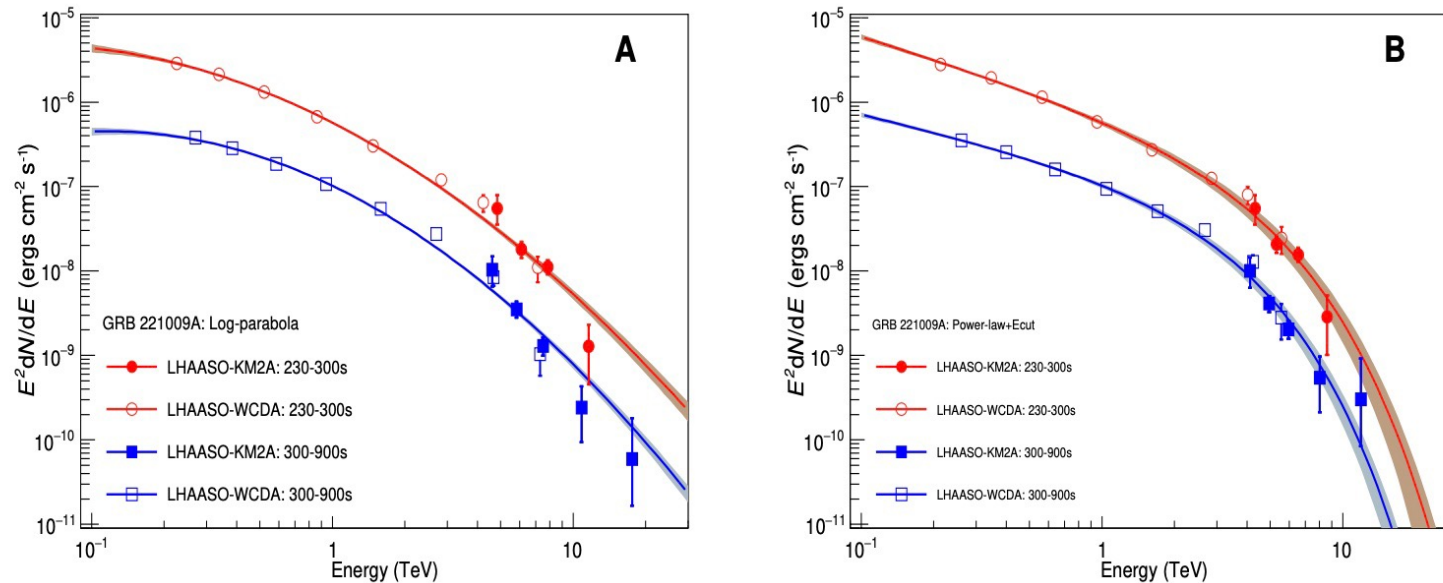 A
E²dN/dE (ergs cm⁻² s⁻¹)
10⁻⁵
10⁻⁶
10⁻⁷
10⁻⁸
10⁻⁹
10⁻¹⁰
10⁻¹¹
GRB 221009A: Log-parabola
LHAASO-KM2A: 230-300s
LHAASO-WCDA: 230-300s
LHAASO-KM2A: 300-900s
LHAASO-WCDA: 300-900s
10⁻¹ 1 10
Energy (TeV)
B
E²dN/dE (ergs cm⁻² s⁻¹)
10⁻⁵
10⁻⁶
10⁻⁷
10⁻⁸
10⁻⁹
10⁻¹⁰
10⁻¹¹
GRB 221009A: Power-law+Ecut
LHAASO-KM2A: 230-300s
LHAASO-WCDA: 230-300s
LHAASO-KM2A: 300-900s
LHAASO-WCDA: 300-900s
10⁻¹ 1 10
Energy (TeV)